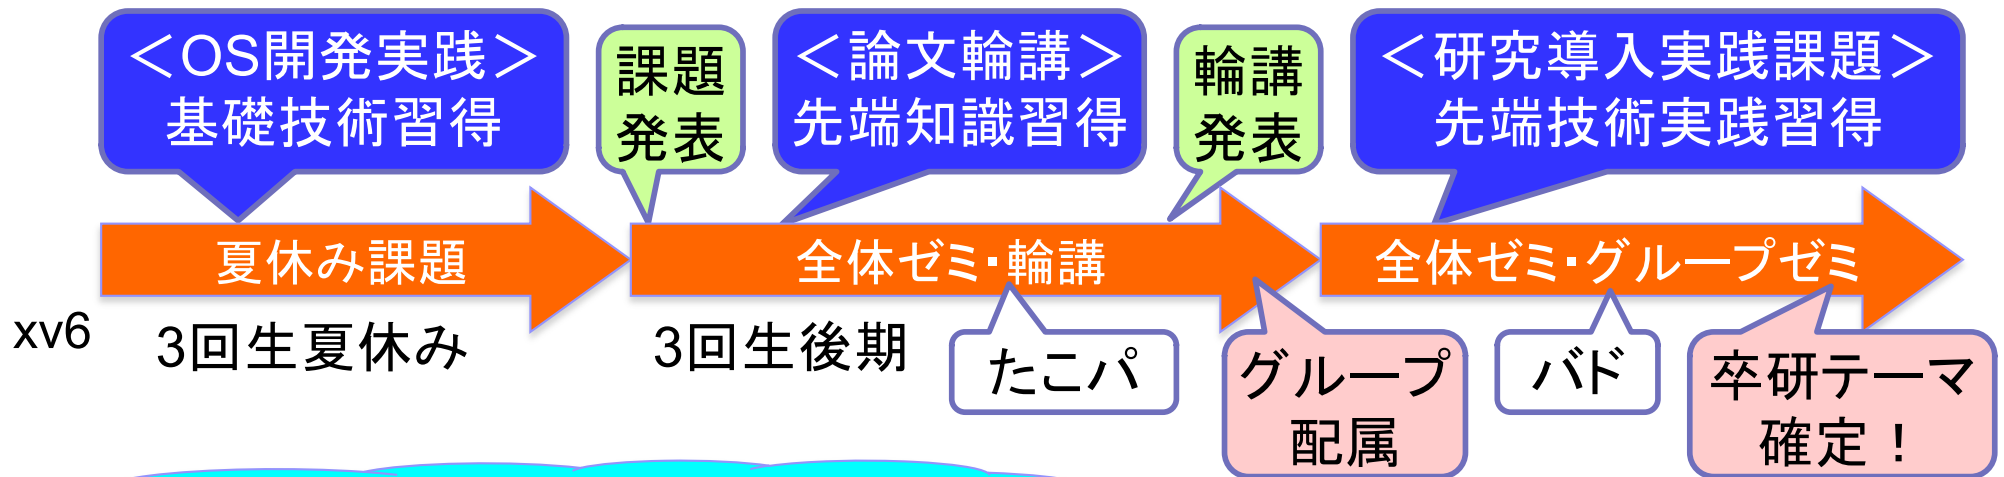 ＜OS開発実践＞
基礎技術習得
課題
発表
＜論文輪講＞
先端知識習得
輪講
発表
＜研究導入実践課題＞
先端技術実践習得
夏休み課題
全体ゼミ・輪講
全体ゼミ・グループゼミ
xv6
3回生夏休み
3回生後期
たこパ
グループ
配属
バド
卒研テーマ
確定！